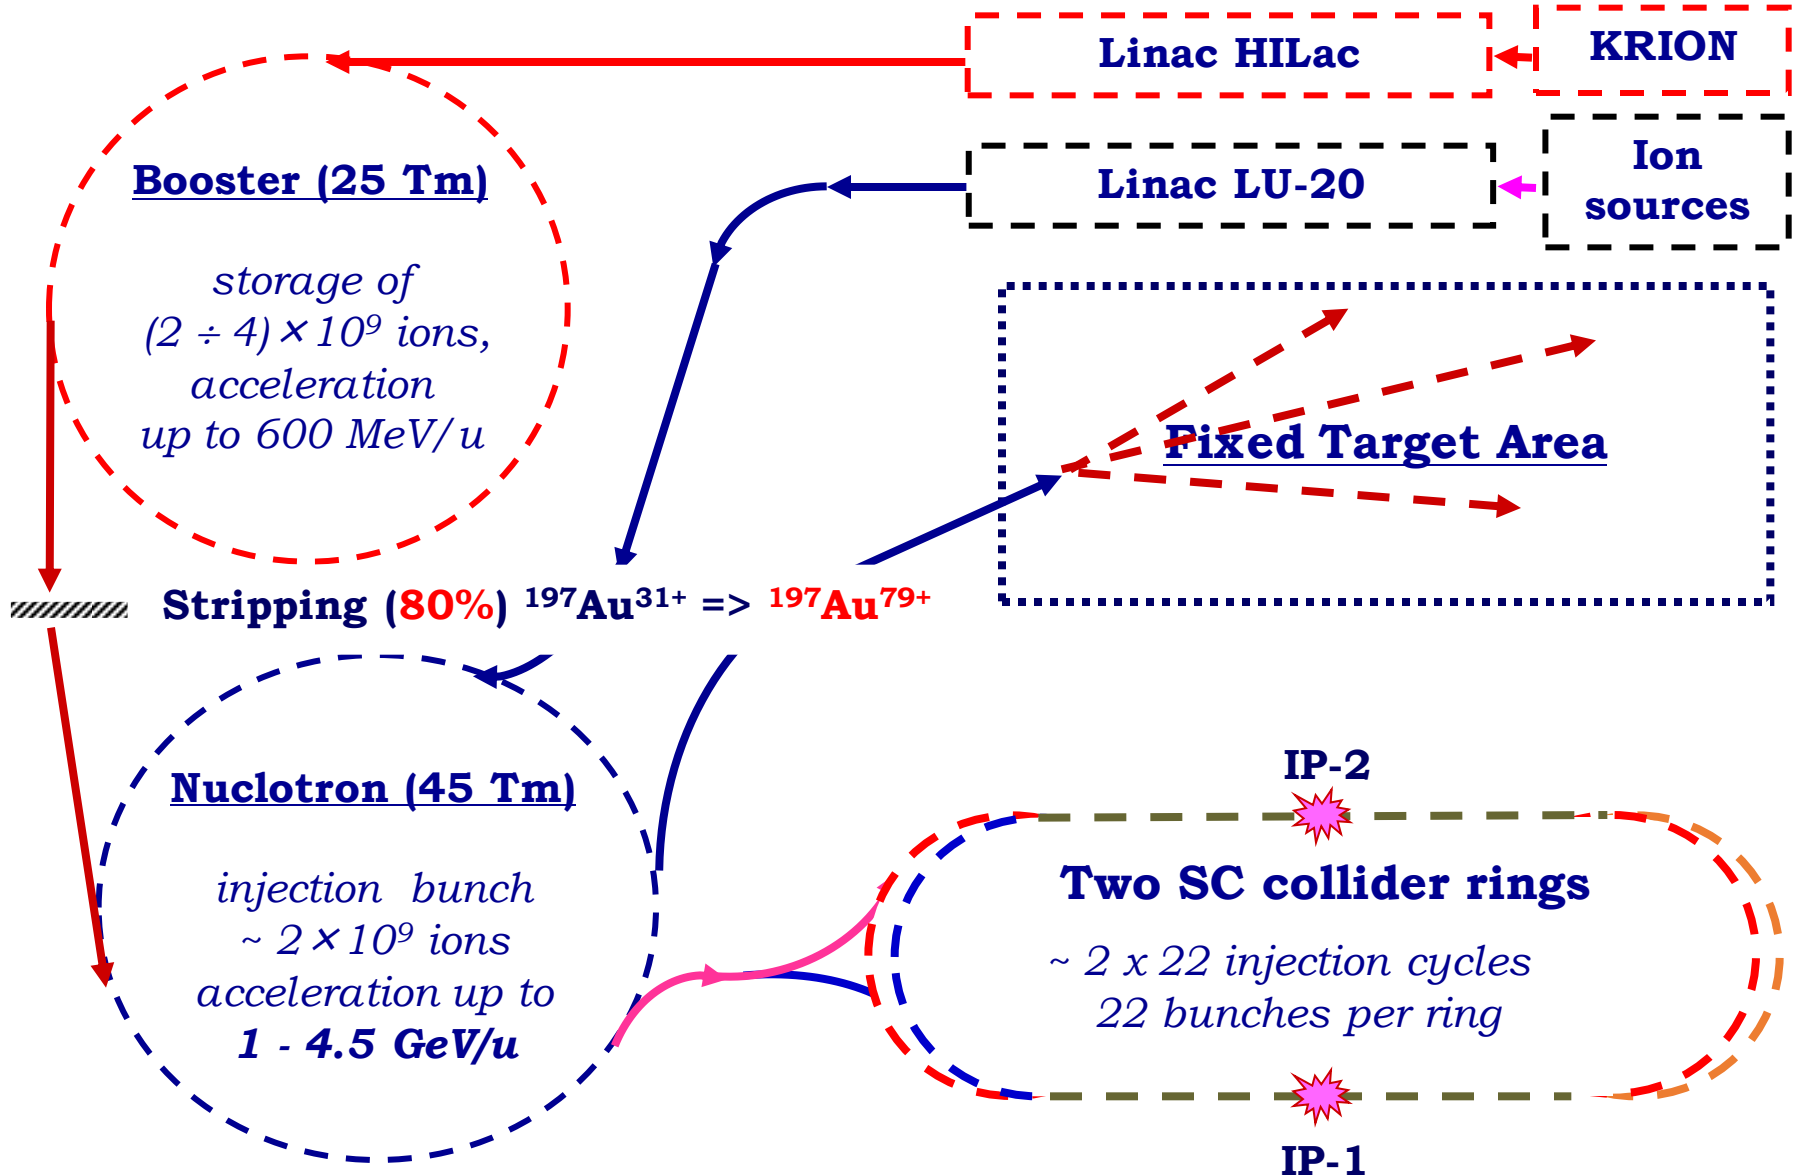 Linac HILac
KRION
Linac LU-20
Ion
sources
Booster (25 Tm)
storage of
(2 ÷ 4)×10⁹ ions,
acceleration
up to 600 MeV/u
Fixed Target Area
Stripping (80%) ¹⁹⁷Au³¹⁺ => ¹⁹⁷Au⁷⁹⁺
Nuclotron (45 Tm)
injection bunch
~ 2×10⁹ ions
acceleration up to
1 - 4.5 GeV/u
IP-2
Two SC collider rings
~ 2 x 22 injection cycles
22 bunches per ring
IP-1